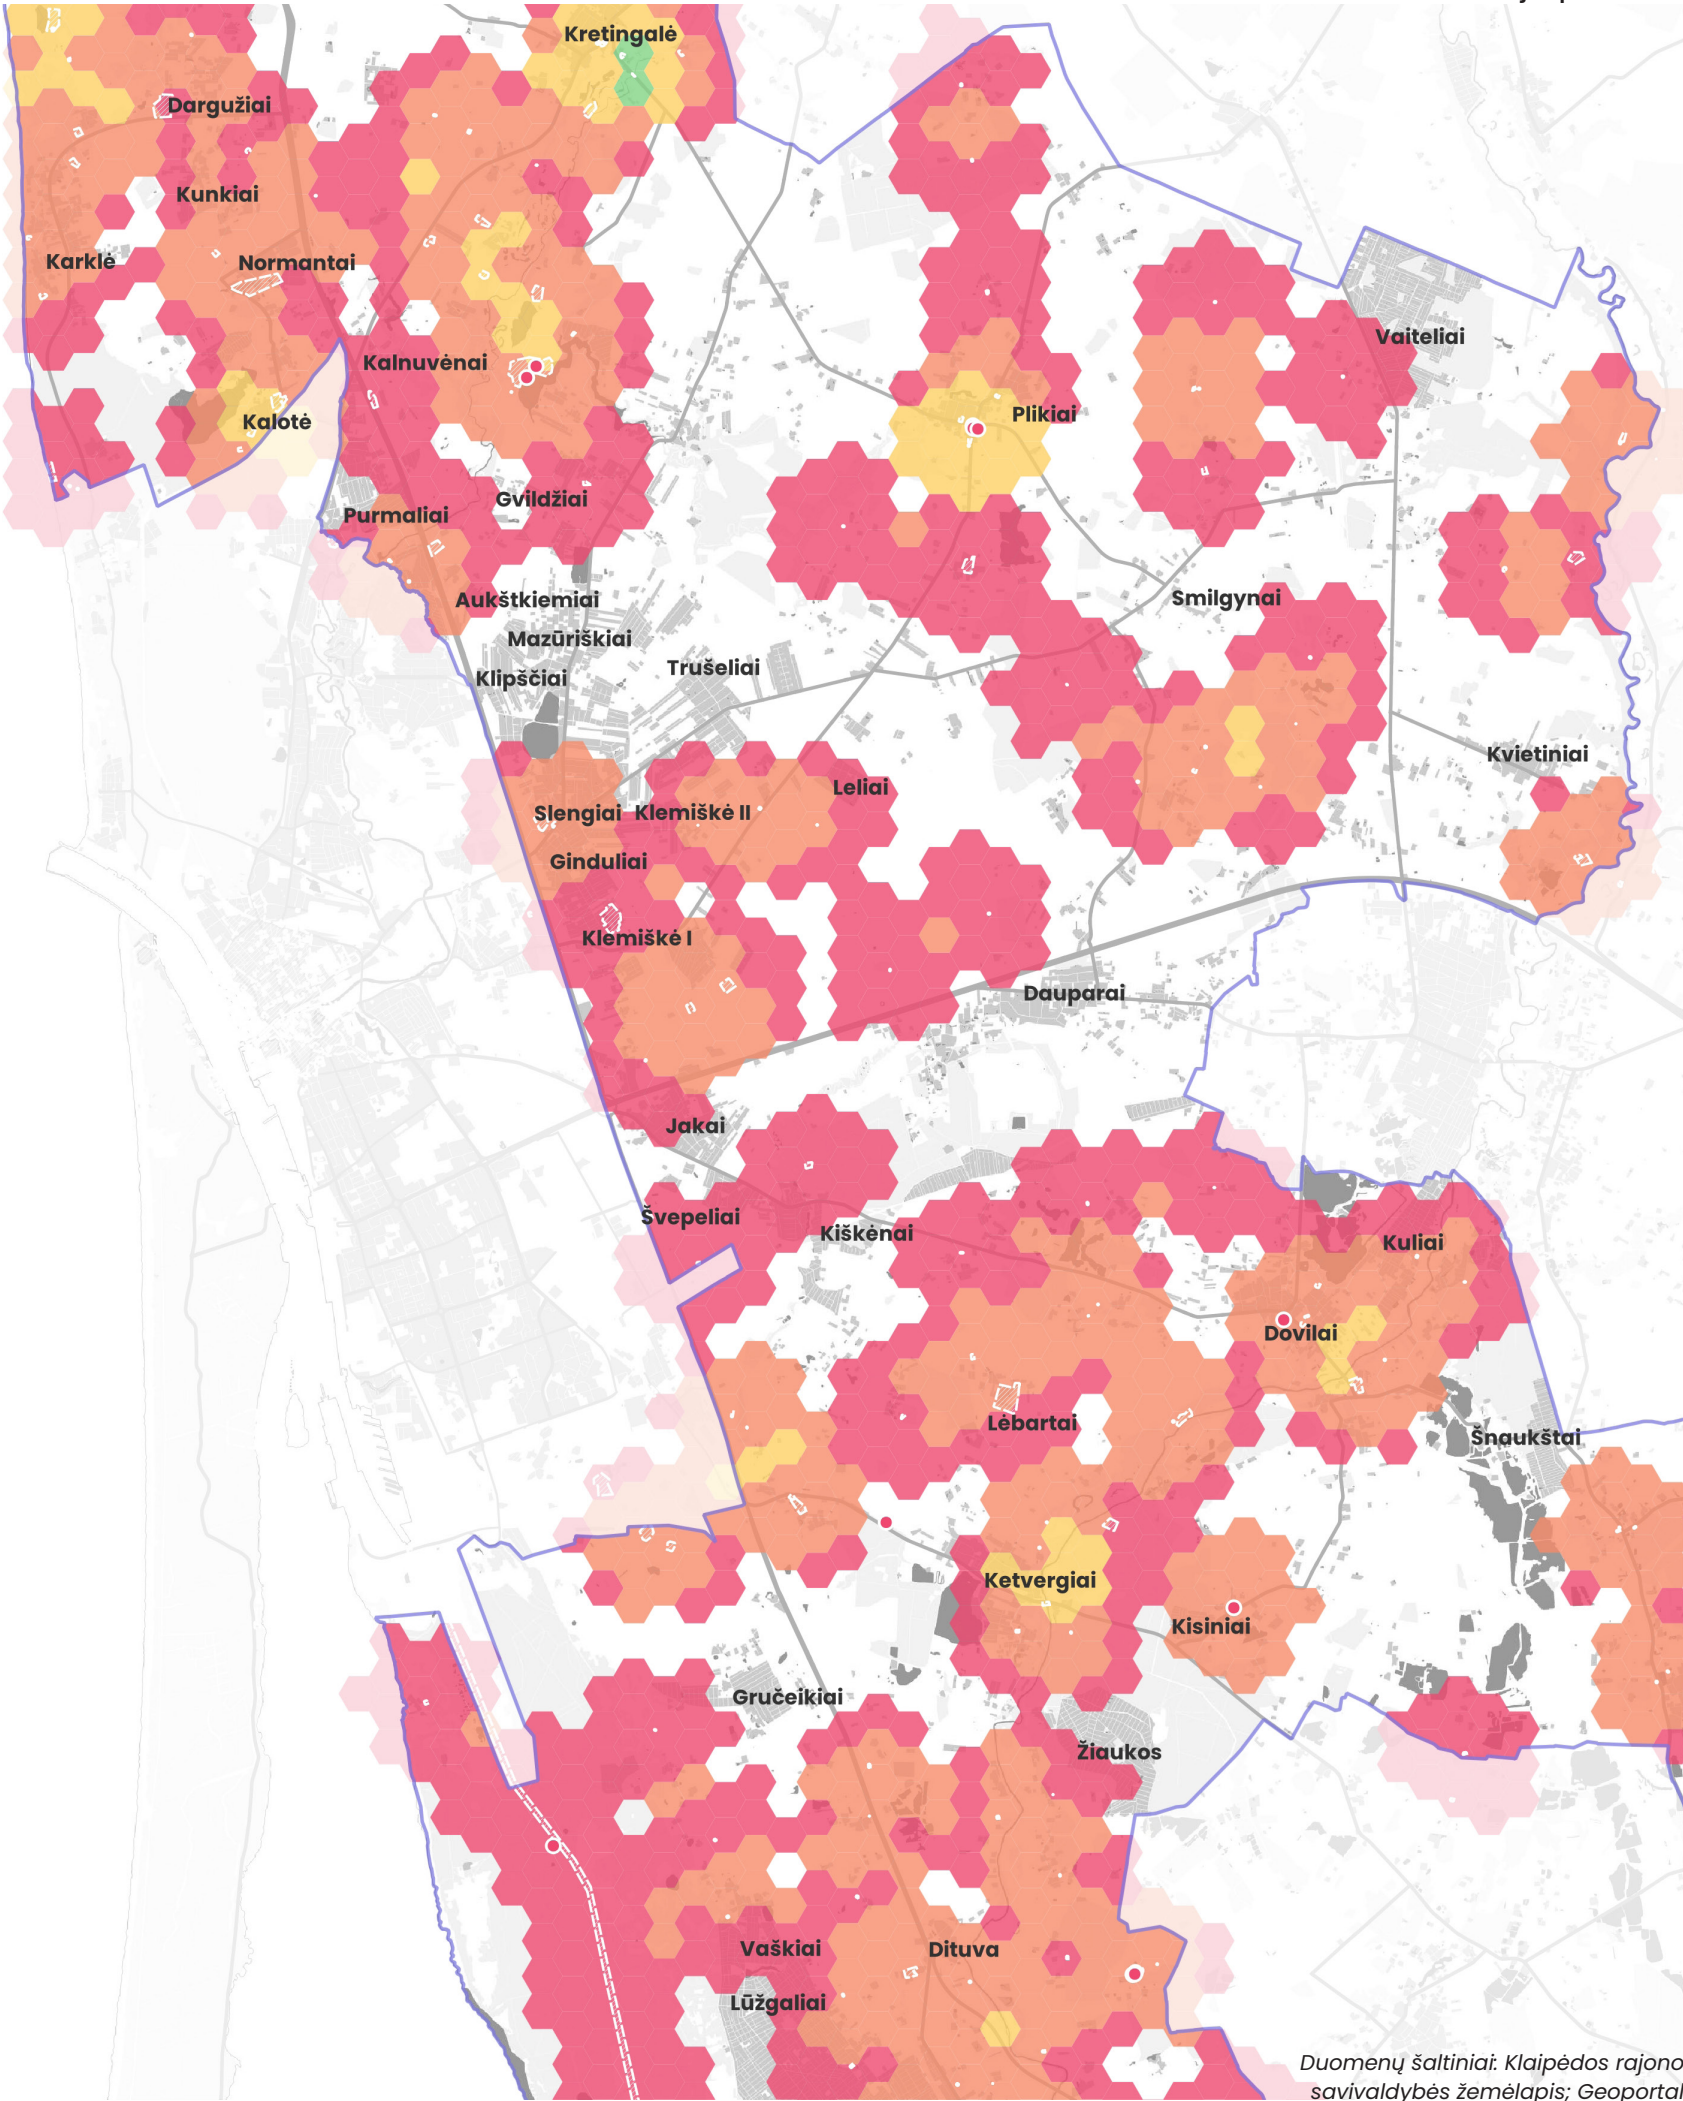 Kretingalė
Dargužiai
Kunkiai
Karklė
Normantai
Vaiteliai
Kalnuvėnai
Plikiai
Kalotė
Gvildžiai
Purmaliai
Aukštkiemiai
Smilgynai
Mazūriškiai
Trušeliai
Klipščiai
Kvietiniai
Leliai
Slengiai
Klemiškė II
Ginduliai
Klemiškė I
Dauparai
Jakai
Švepeliai
Kiškėnai
Kuliai
Dovilai
Lėbartai
Šnaukštai
Ketvergiai
Kisiniai
Gručeikiai
Žiaukos
Vaškiai
Dituva
Lūžgaliai
Duomenų šaltiniai: Klaipėdos rajono
savivaldybės žemėlapis; Geoportal